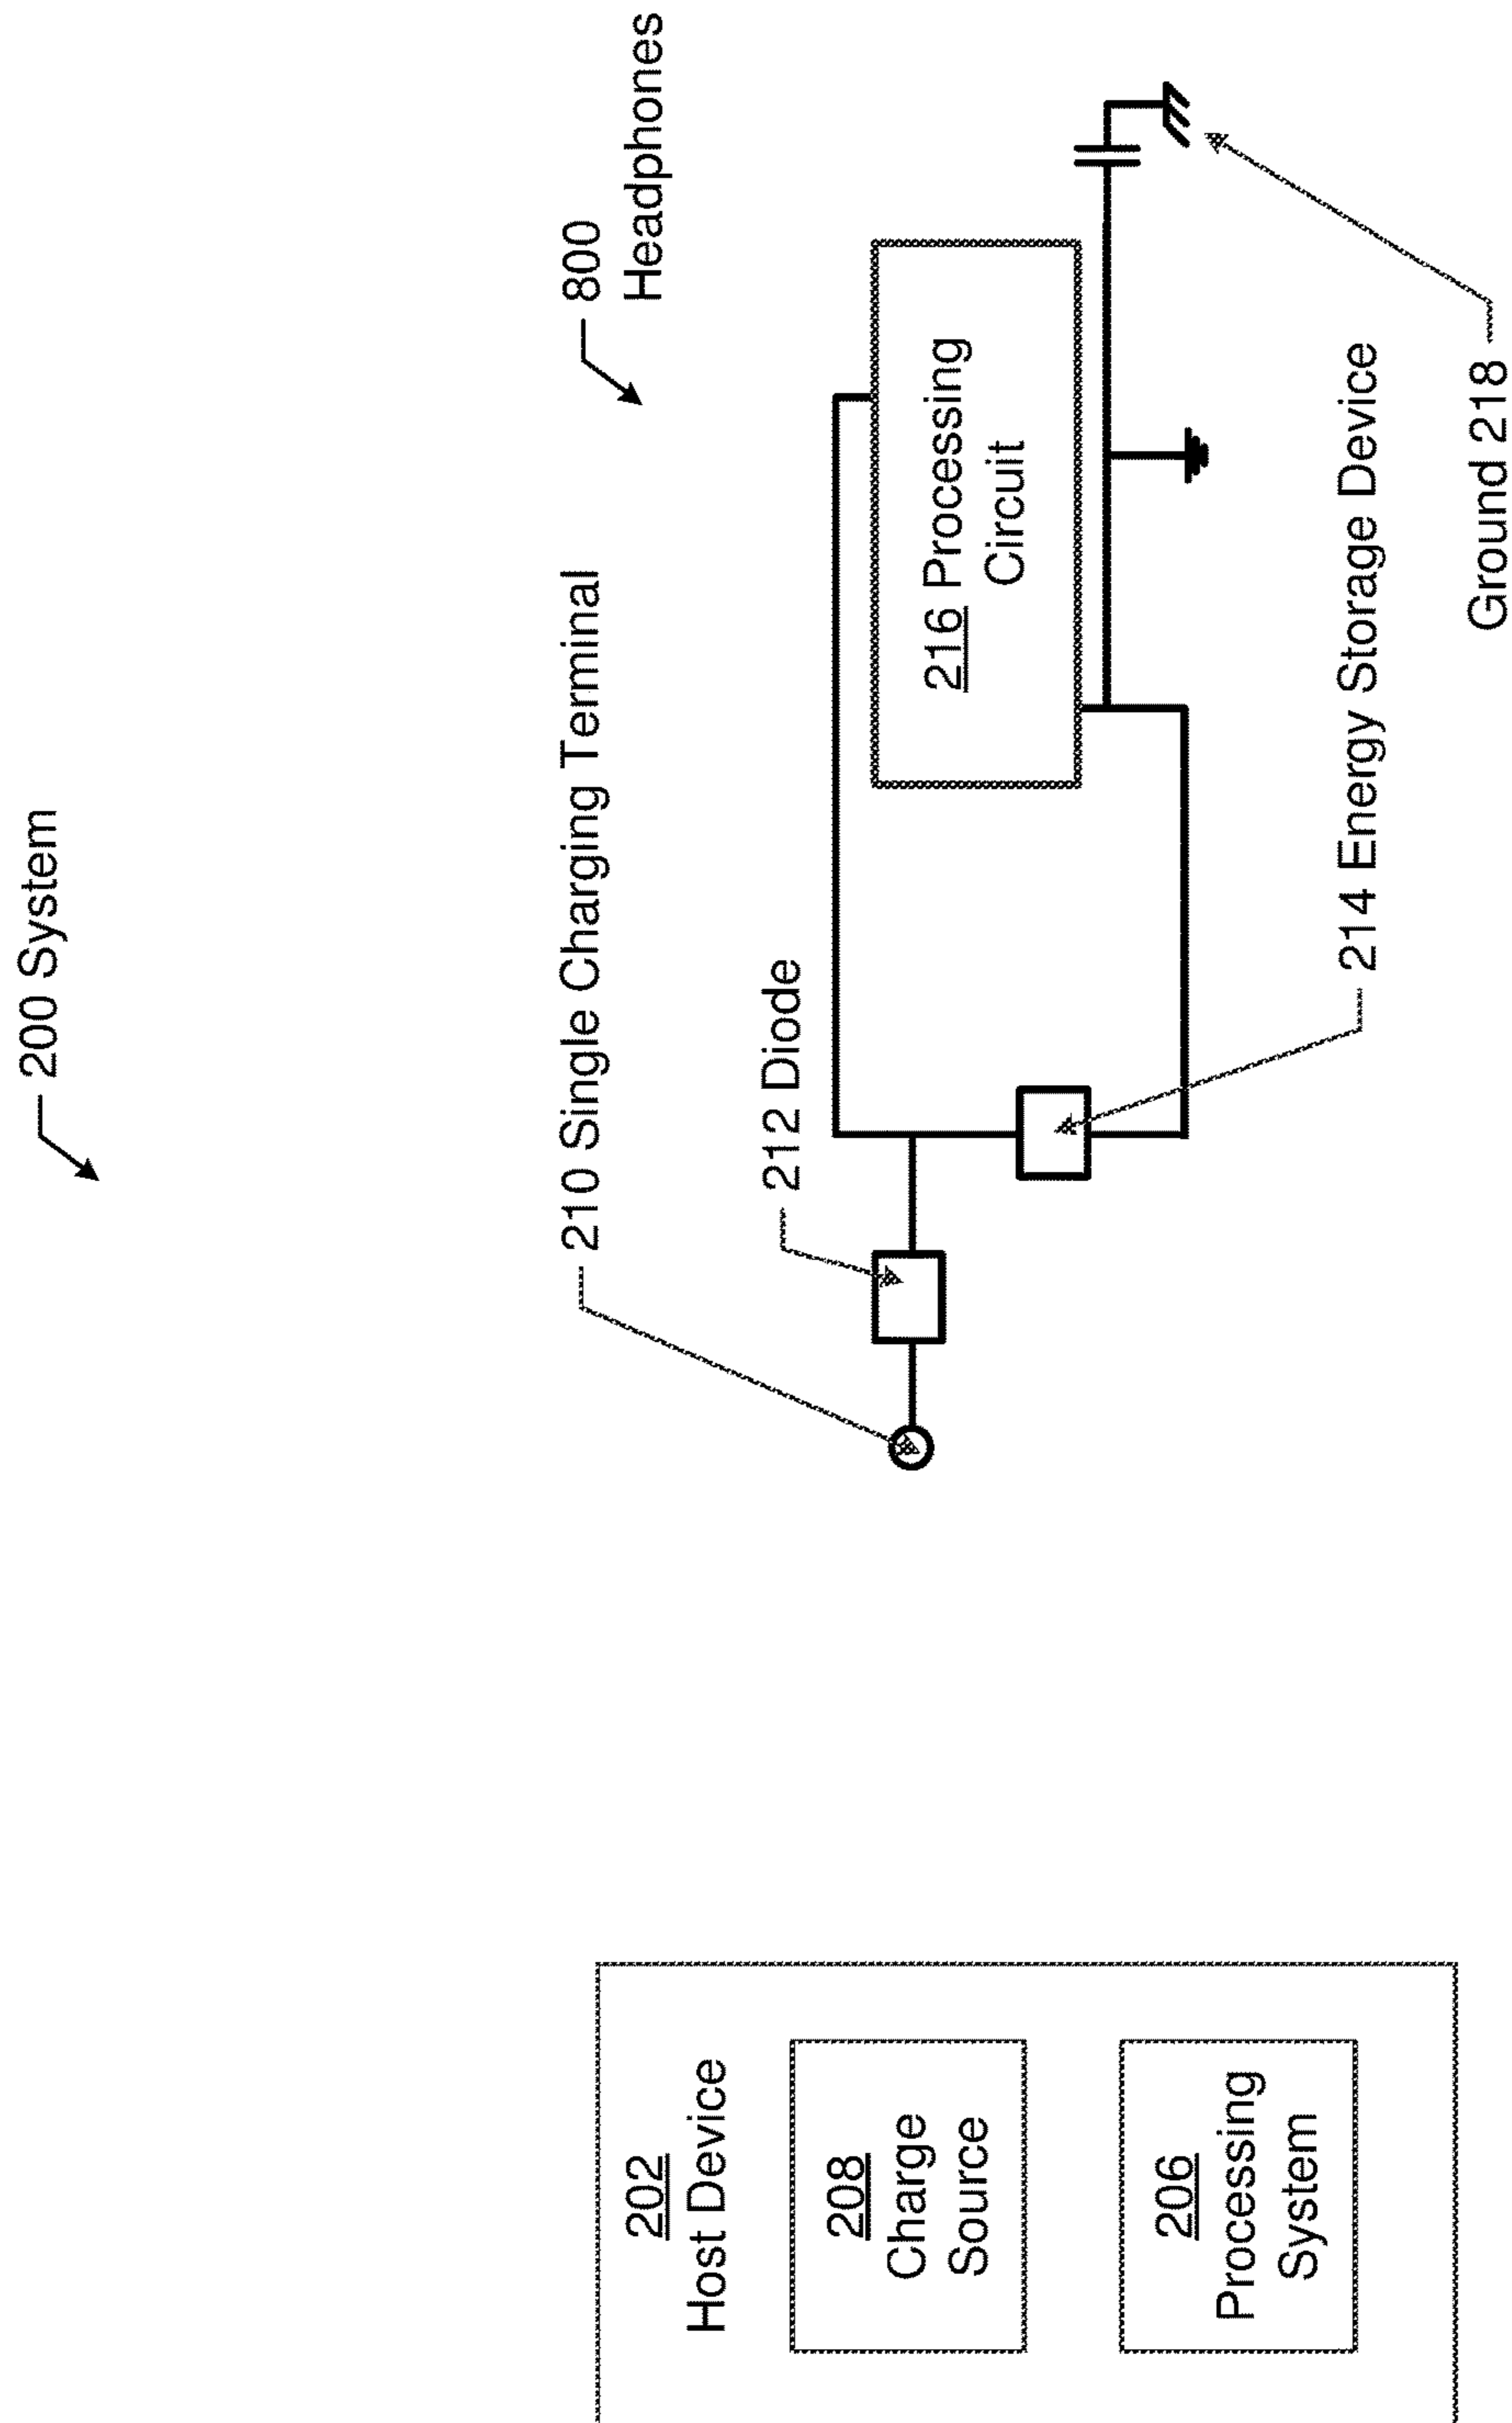 200 System
800
Headphones
210 Single Charging Terminal
212 Diode
216 Processing
Circuit
214 Energy Storage Device
Ground 218
202
Host Device
208
Charge
Source
206
Processing
System